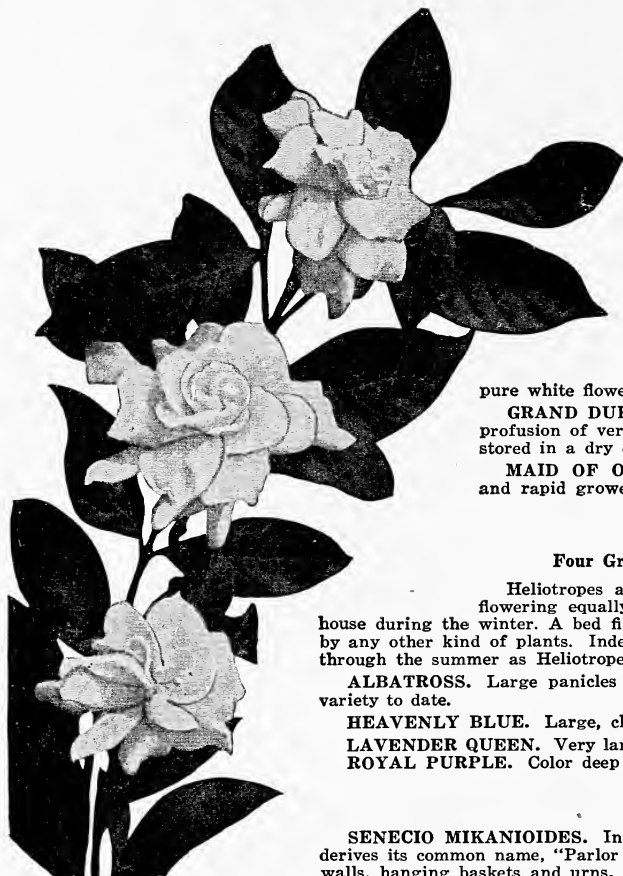 pure white flowe
GRAND DU
profusion of ver
stored in a dry
MAID OF O
and rapid growe
Four Gr
Heliotropes a
flowering equally
house during the winter. A bed fi
by any other kind of plants. Inde
through the summer as Heliotrope
ALBATROSS. Large panicles
variety to date.
HEAVENLY BLUE. Large, cl
LAVENDER QUEEN. Very lar
ROYAL PURPLE. Color deep
SENECIO MIKANIOIDES. In
derives its common name, "Parlor
walls, hanging baskets and urns.